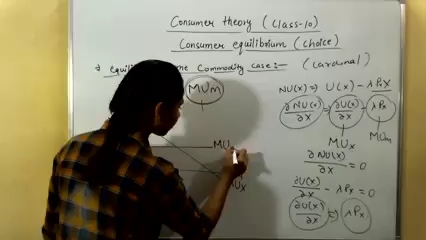 Consumer theory (Class-10)
Consumer equilibrium (choice)
one Commodity case:- (Cardinal)
MUm
MU
NU(x) = U(x) - λPx
∂NU(x)/∂x = ∂U(x)/∂x - λPx
MUx
MUm
∂NU(x)/∂x = 0
∂U(x)/∂x - λPx = 0
∂U(x)/∂x = λPx